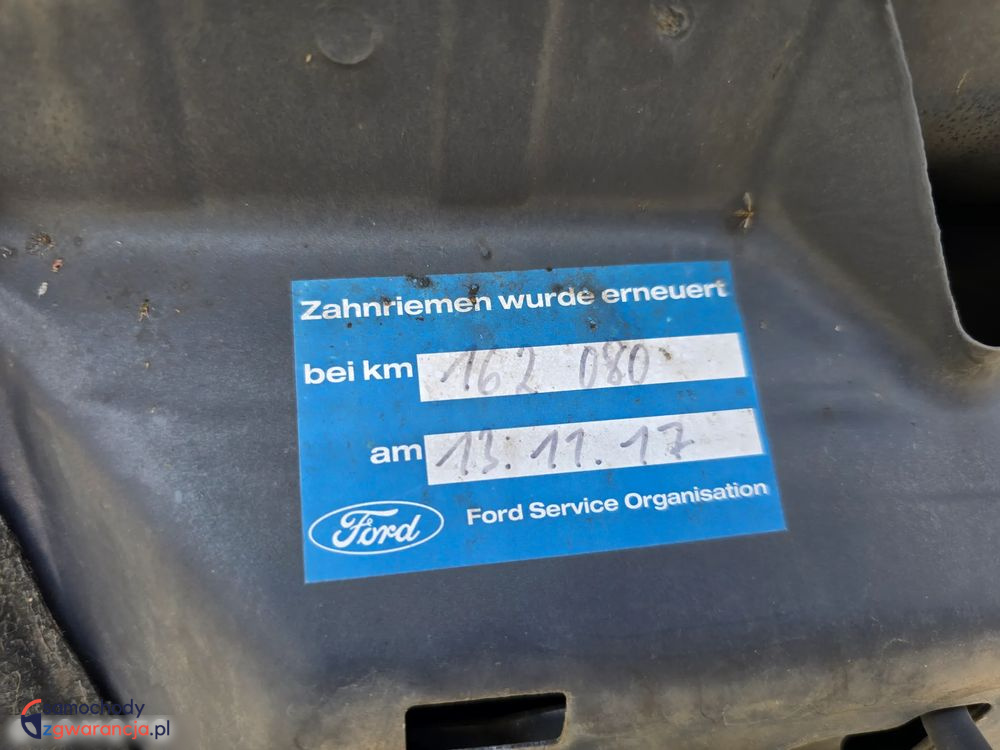 Zahnriemen wurde erneuert
bei km 162 080
am 13.11.17
Ford Ford Service Organisation
samochody
zgwarancja.pl